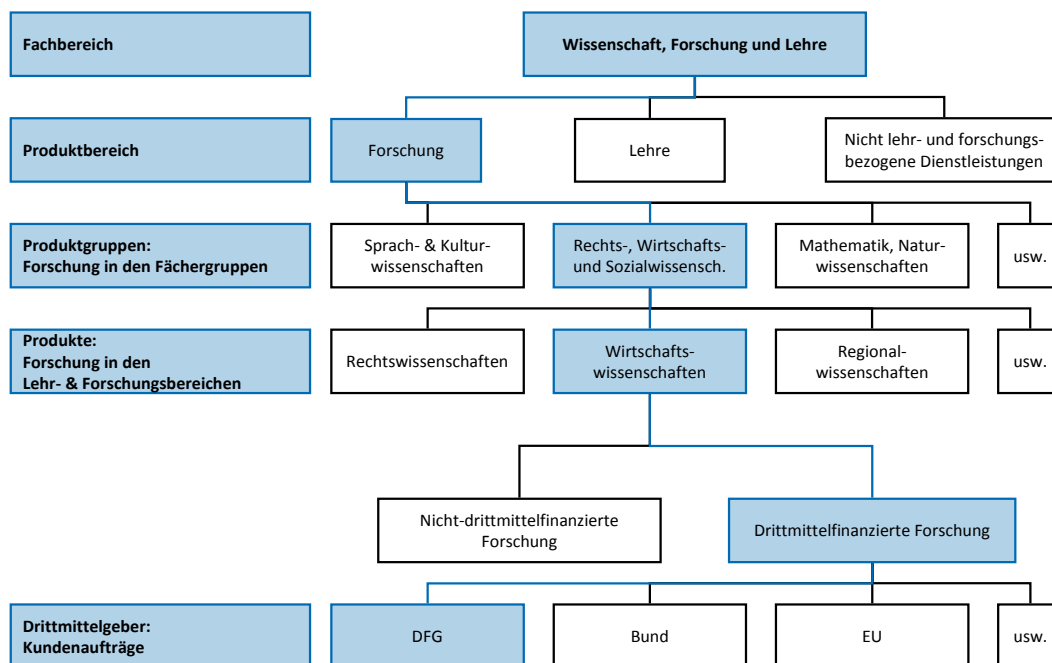 Fachbereich
Wissenschaft, Forschung und Lehre
Produktbereich
Forschung
Lehre
Nicht lehr- und forschungs-
bezogene Dienstleistungen
Produktgruppen:
Forschung in den Fächergruppen
Sprach- & Kultur-
wissenschaften
Rechts-, Wirtschafts-
und Sozialwissensch.
Mathematik, Natur-
wissenschaften
usw.
Produkte:
Forschung in den
Lehr- & Forschungsbereichen
Rechtswissenschaften
Wirtschafts-
wissenschaften
Regional-
wissenschaften
usw.
Nicht-drittmittelfinanzierte
Forschung
Drittmittelfinanzierte Forschung
Drittmittelgeber:
Kundenaufträge
DFG
Bund
EU
usw.